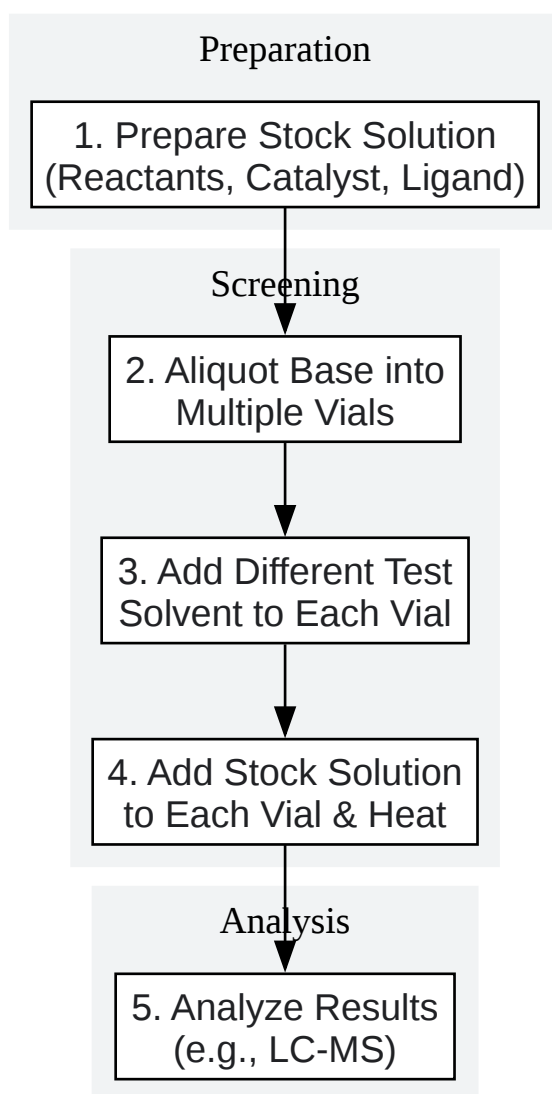 Preparation
1. Prepare Stock Solution
(Reactants, Catalyst, Ligand)
Screening
2. Aliquot Base into
Multiple Vials
3. Add Different Test
Solvent to Each Vial
4. Add Stock Solution
to Each Vial & Heat
Analysis
5. Analyze Results
(e.g., LC-MS)